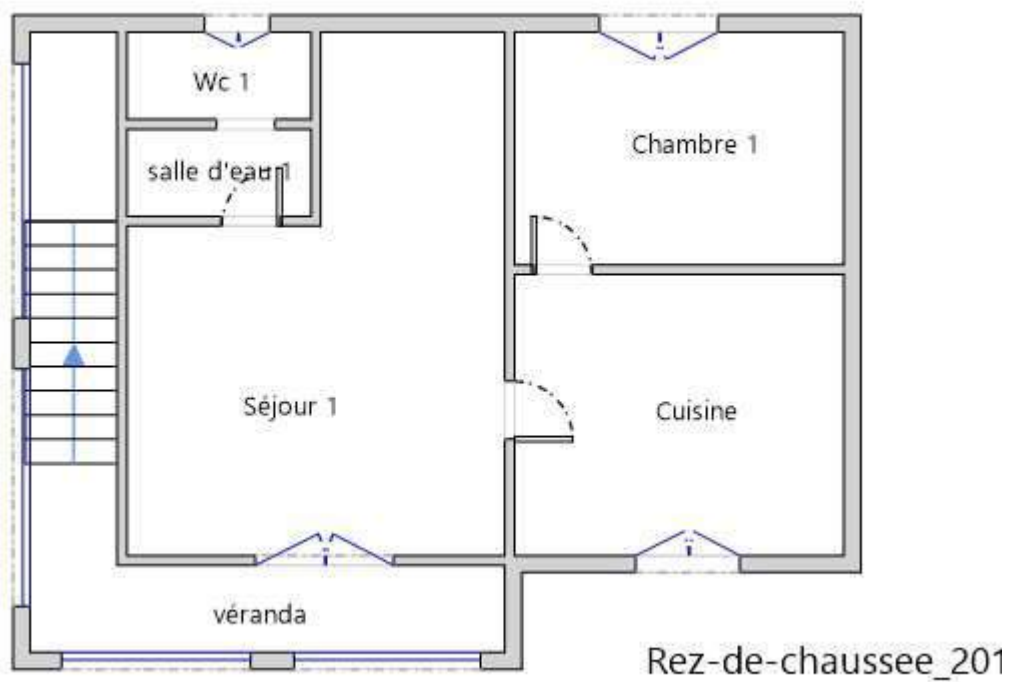 Wc 1
Chambre 1
salle d'eau 1
Séjour 1
Cuisine
véranda
Rez-de-chaussee_201